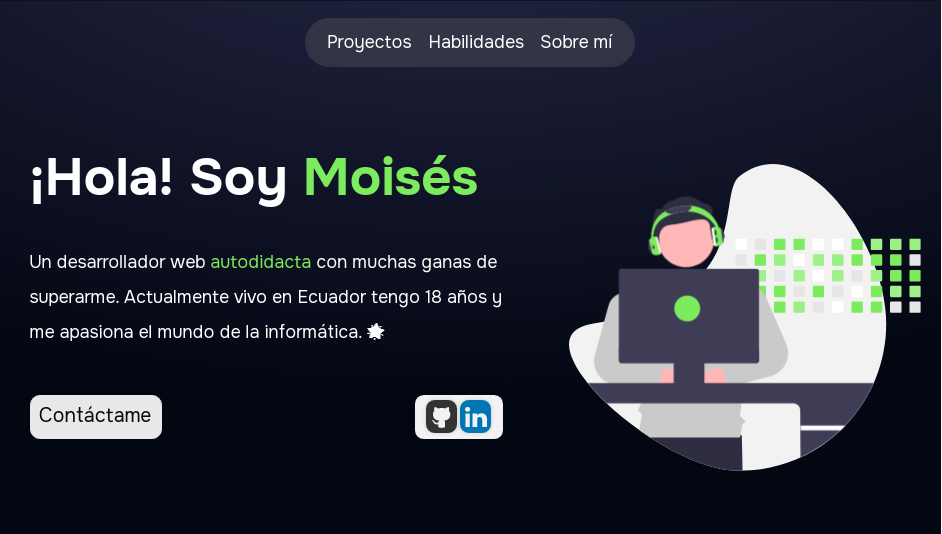 Proyectos Habilidades Sobre mí
¡Hola! Soy Moisés
Un desarrollador web autodidacta con muchas ganas de
superarme. Actualmente vivo en Ecuador tengo 18 años y
me apasiona el mundo de la informática.
Contáctame
in